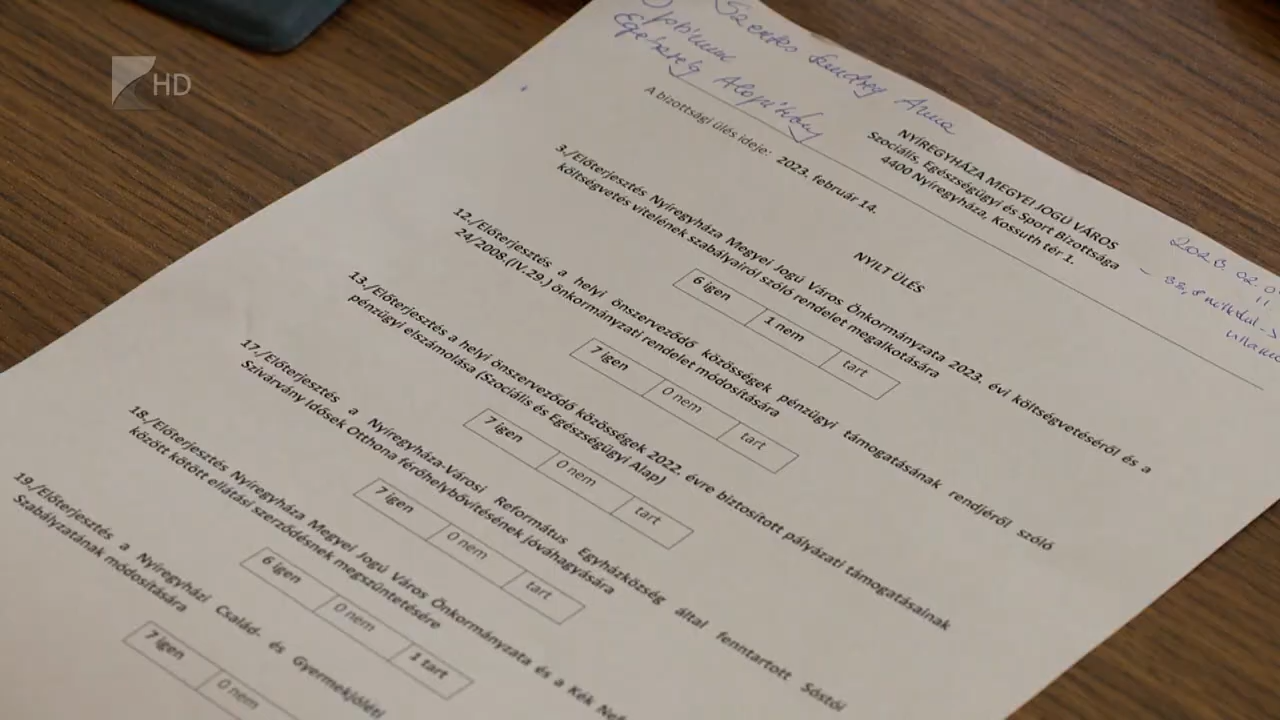 HD
Szentes Endrey Anna
Optimum
Egészség Alapítvány
NYÍREGYHÁZA MEGYEI JOGÚ VÁROS
Szociális, Egészségügyi és Sport Bizottsága
4400 Nyíregyháza, Kossuth tér 1.
2023. 02.
A bizottsági ülés ideje: 2023. február 14.
NYILT ÜLÉS
3./Előterjesztés Nyíregyháza Megyei Jogú Város Önkormányzata 2023. évi költségvetéséről és a
költségvetés vitelének szabályairól szóló rendelet megalkotására
6 igen 1 nem tart
12./Előterjesztés a helyi önszerveződő közösségek pénzügyi támogatásának rendjéről szóló
24/2008.(IV.29.) önkormányzati rendelet módosítására
7 igen 0 nem tart
13./Előterjesztés a helyi önszerveződő közösségek 2022. évre biztosított pályázati támogatásainak
pénzügyi elszámolása (Szociális és Egészségügyi Alap)
7 igen 0 nem tart
17./Előterjesztés a Nyíregyháza-Városi Református Egyházközség által fenntartott Sóstói
Szivárvány Idősek Otthona férőhelybővítésének jóváhagyására
7 igen 0 nem tart
18./Előterjesztés Nyíregyháza Megyei Jogú Város Önkormányzata és a Kék
között kötött ellátási szerződésnek megszüntetésére
6 igen 0 nem 1 tart
19./Előterjesztés a Nyíregyházi Család- és Gyermekjóléti
Szabályzatának módosítására
7 igen 0 nem